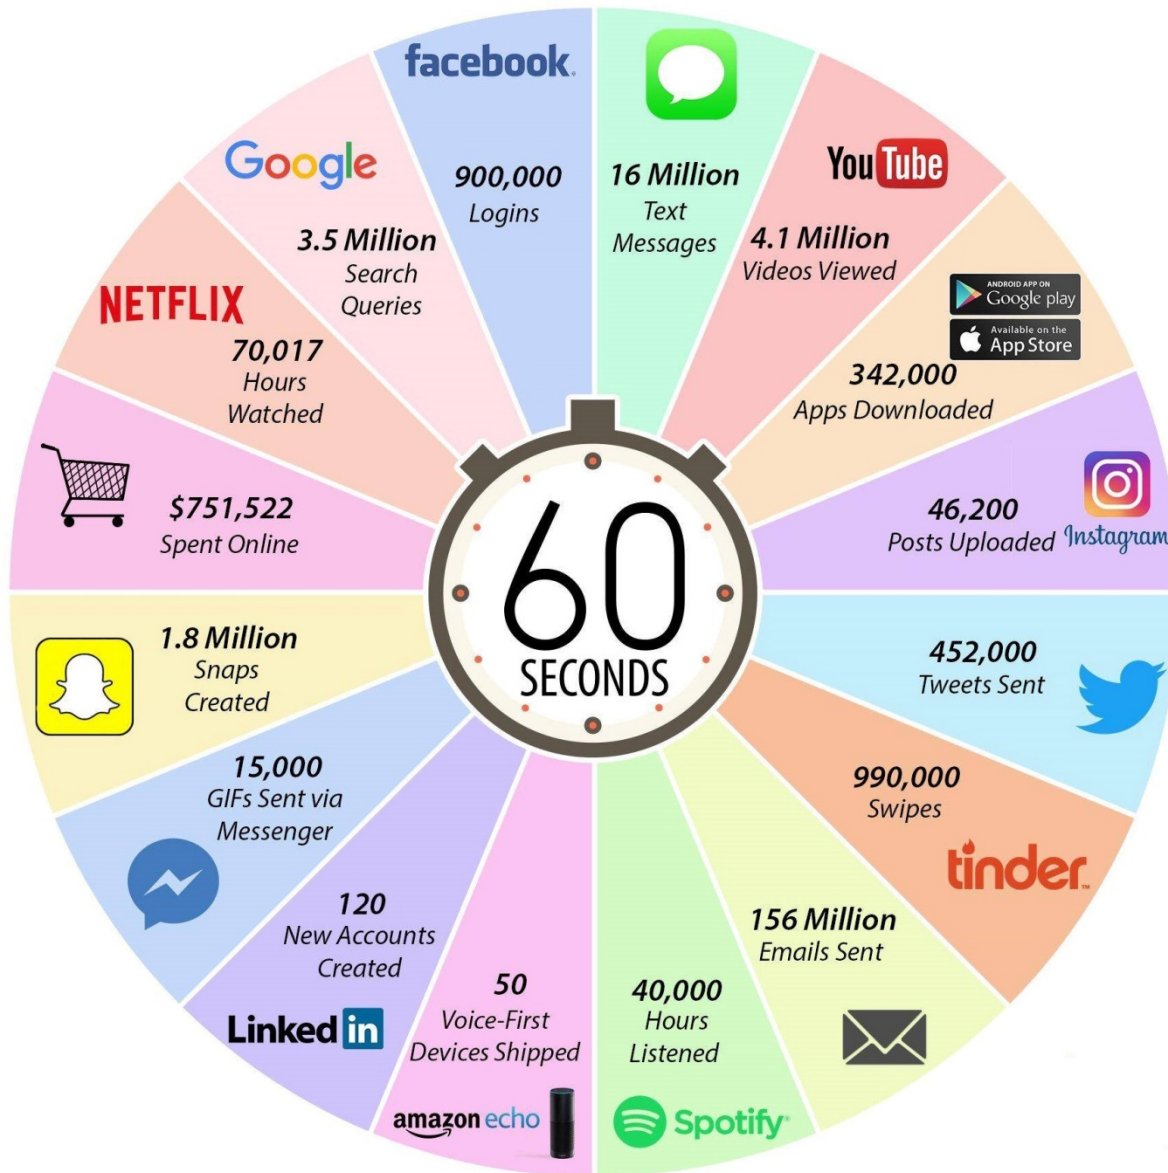 facebook
900,000
Logins
16 Million
Text
Messages
You Tube
4.1 Million
Videos Viewed
ANDROID APP ON
Google play
Available on the
App Store
342,000
Apps Downloaded
46,200
Posts Uploaded
Instagram
452,000
Tweets Sent
990,000
Swipes
tinder™
156 Million
Emails Sent
40,000
Hours
Listened
Spotify®
50
Voice-First
Devices Shipped
amazon echo
120
New Accounts
Created
Linked in
15,000
GIFs Sent via
Messenger
1.8 Million
Snaps
Created
$751,522
Spent Online
NETFLIX
70,017
Hours
Watched
Google
3.5 Million
Search
Queries
60
SECONDS